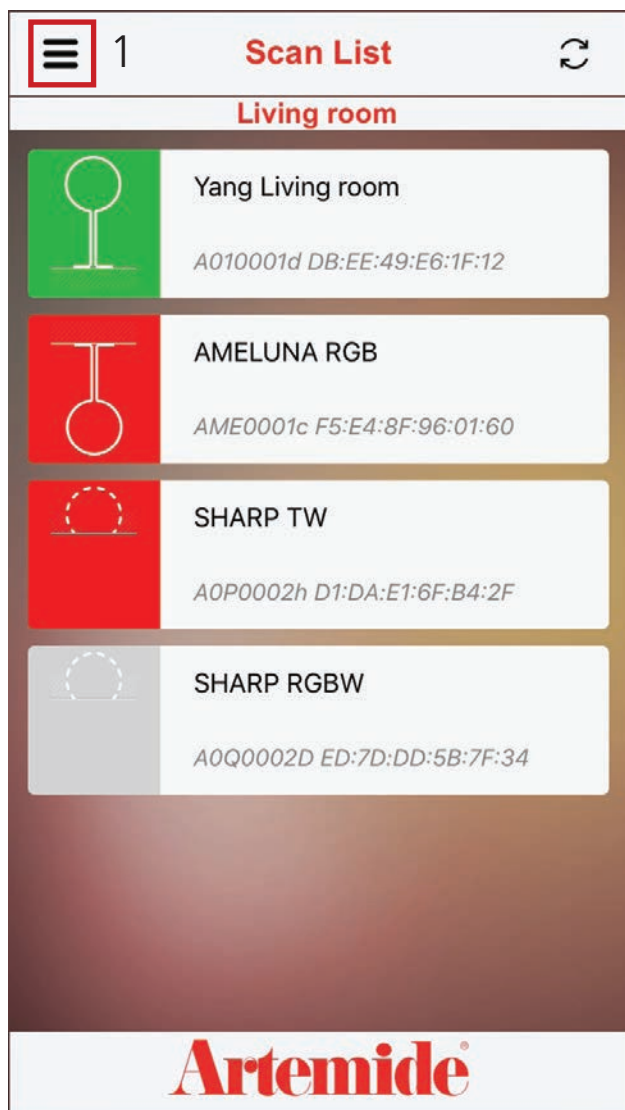 1
Scan List
Living room
Yang Living room
A010001d DB:EE:49:E6:1F:12
AMELUNA RGB
AME0001c F5:E4:8F:96:01:60
SHARP TW
A0P0002h D1:DA:E1:6F:B4:2F
SHARP RGBW
A0Q0002D ED:7D:DD:5B:7F:34
Artemide®